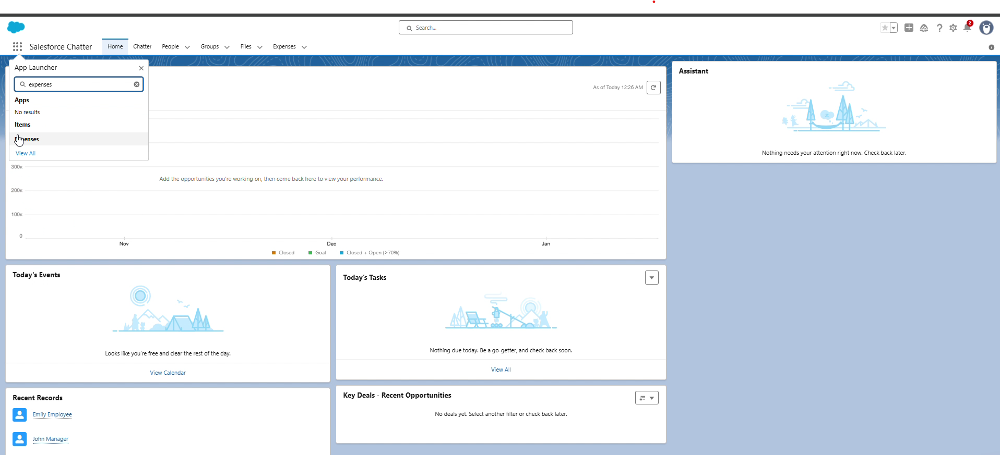 Search...
2
Salesforce Chatter
Home
Chatter
People
Groups
Files
Expenses
App Launcher
expenses
Apps
No results
Items
Expenses
View All
As of Today 12:26 AM
300K
200K
100K
0
Add the opportunities you're working on, then come back here to view your performance.
Nov
Dec
Jan
Closed
Goal
Closed + Open (>70%)
Assistant
z
Nothing needs your attention right now. Check back later.
Today's Events
Looks like you're free and clear the rest of the day.
View Calendar
Today's Tasks
Nothing due today. Be a go-getter, and check back soon.
View All
Recent Records
Emily Employee
John Manager
Key Deals - Recent Opportunities
No deals yet. Select another filter or check back later.